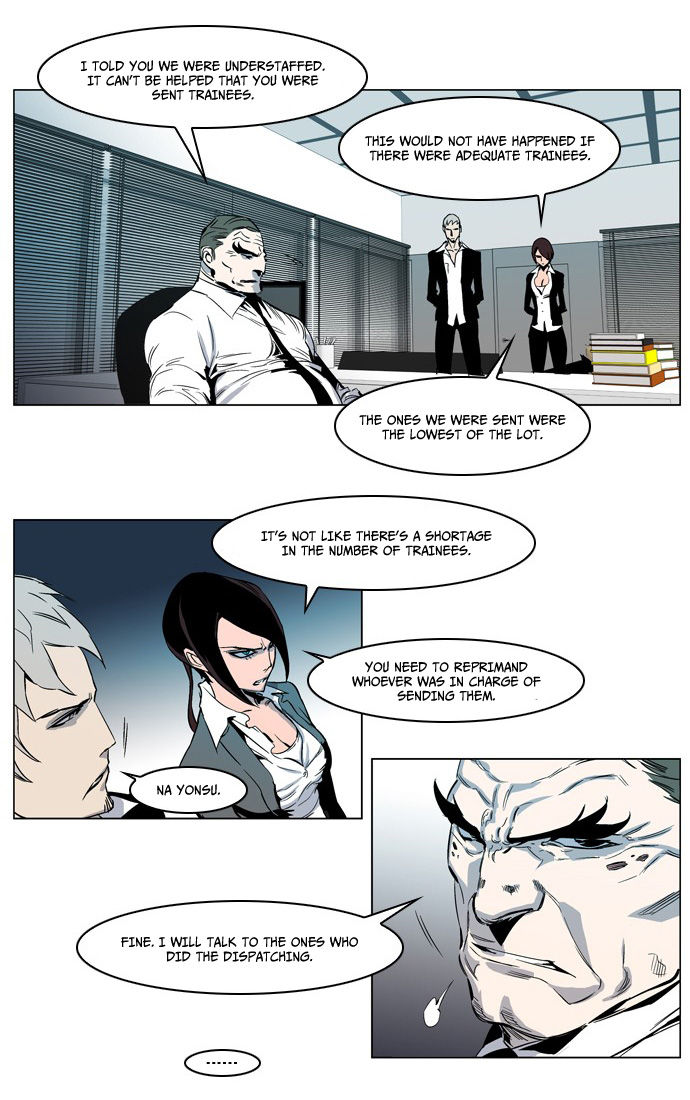 I TOLD YOU WE WERE UNDERSTAFFED.
IT CAN'T BE HELPED THAT YOU WERE
SENT TRAINEES.
THIS WOULD NOT HAVE HAPPENED IF
THERE WERE ADEQUATE TRAINEES.
THE ONES WE WERE SENT WERE
THE LOWEST OF THE LOT.
IT'S NOT LIKE THERE'S A SHORTAGE
IN THE NUMBER OF TRAINEES.
YOU NEED TO REPRIMAND
WHOEVER WAS IN CHARGE OF
SENDING THEM.
NA YONSU.
FINE. I WILL TALK TO THE ONES WHO
DID THE DISPATCHING.
------